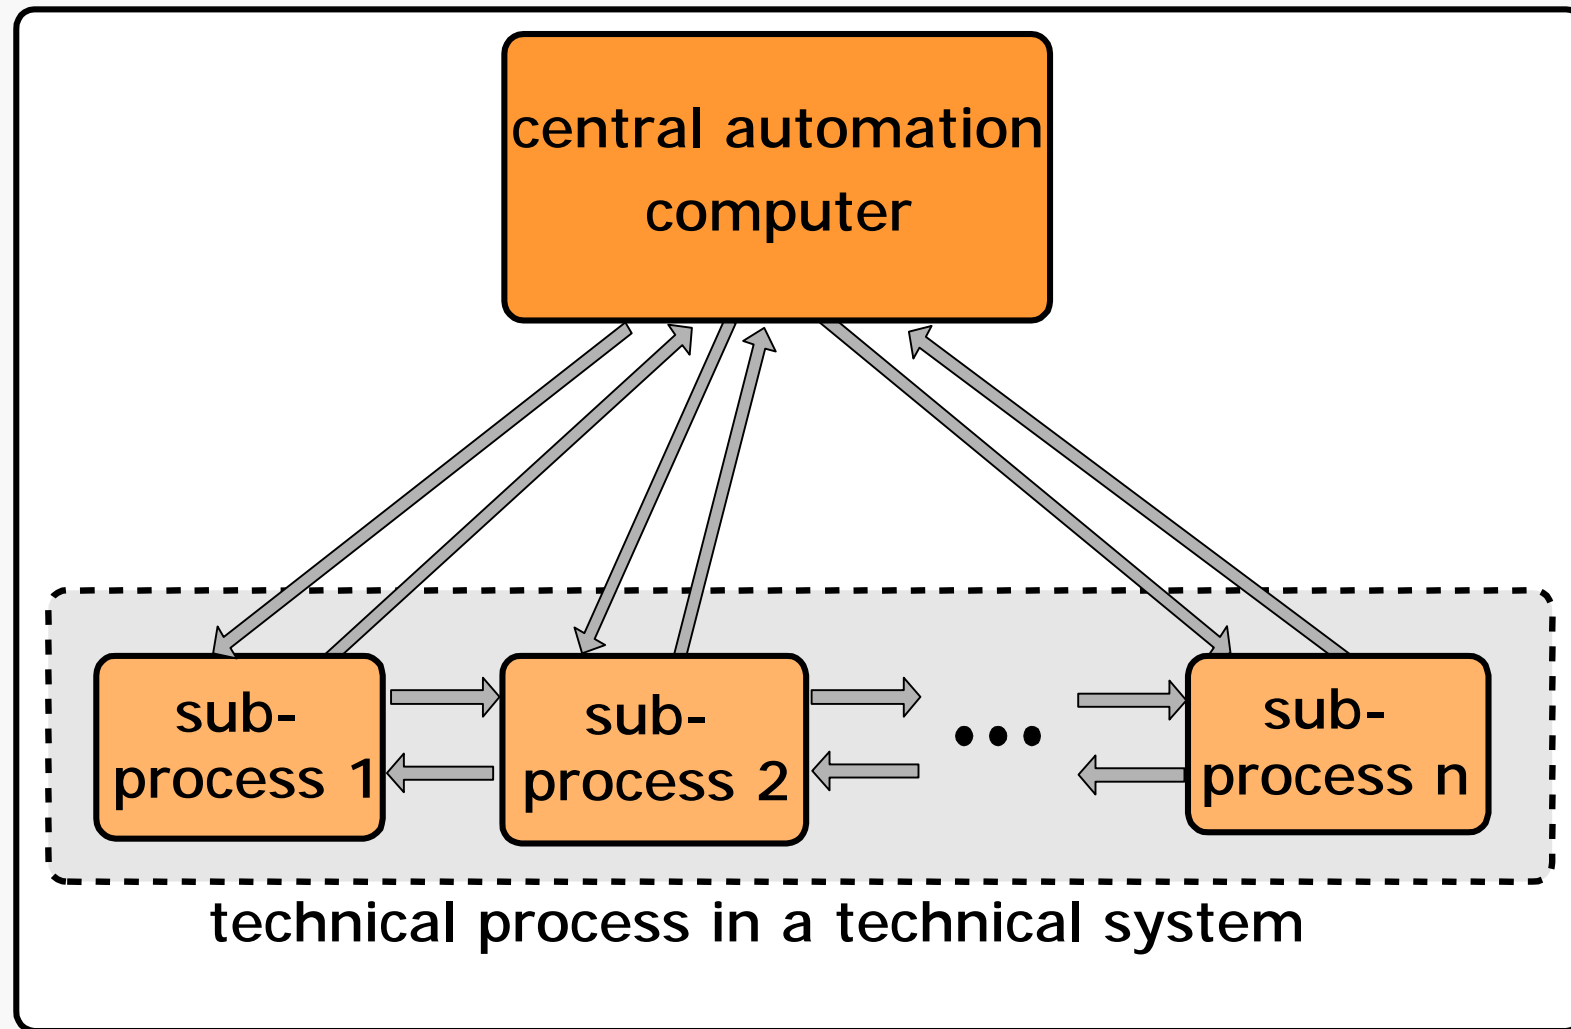 central automation
computer
sub-
process 1
sub-
process 2
•••
sub-
process n
technical process in a technical system